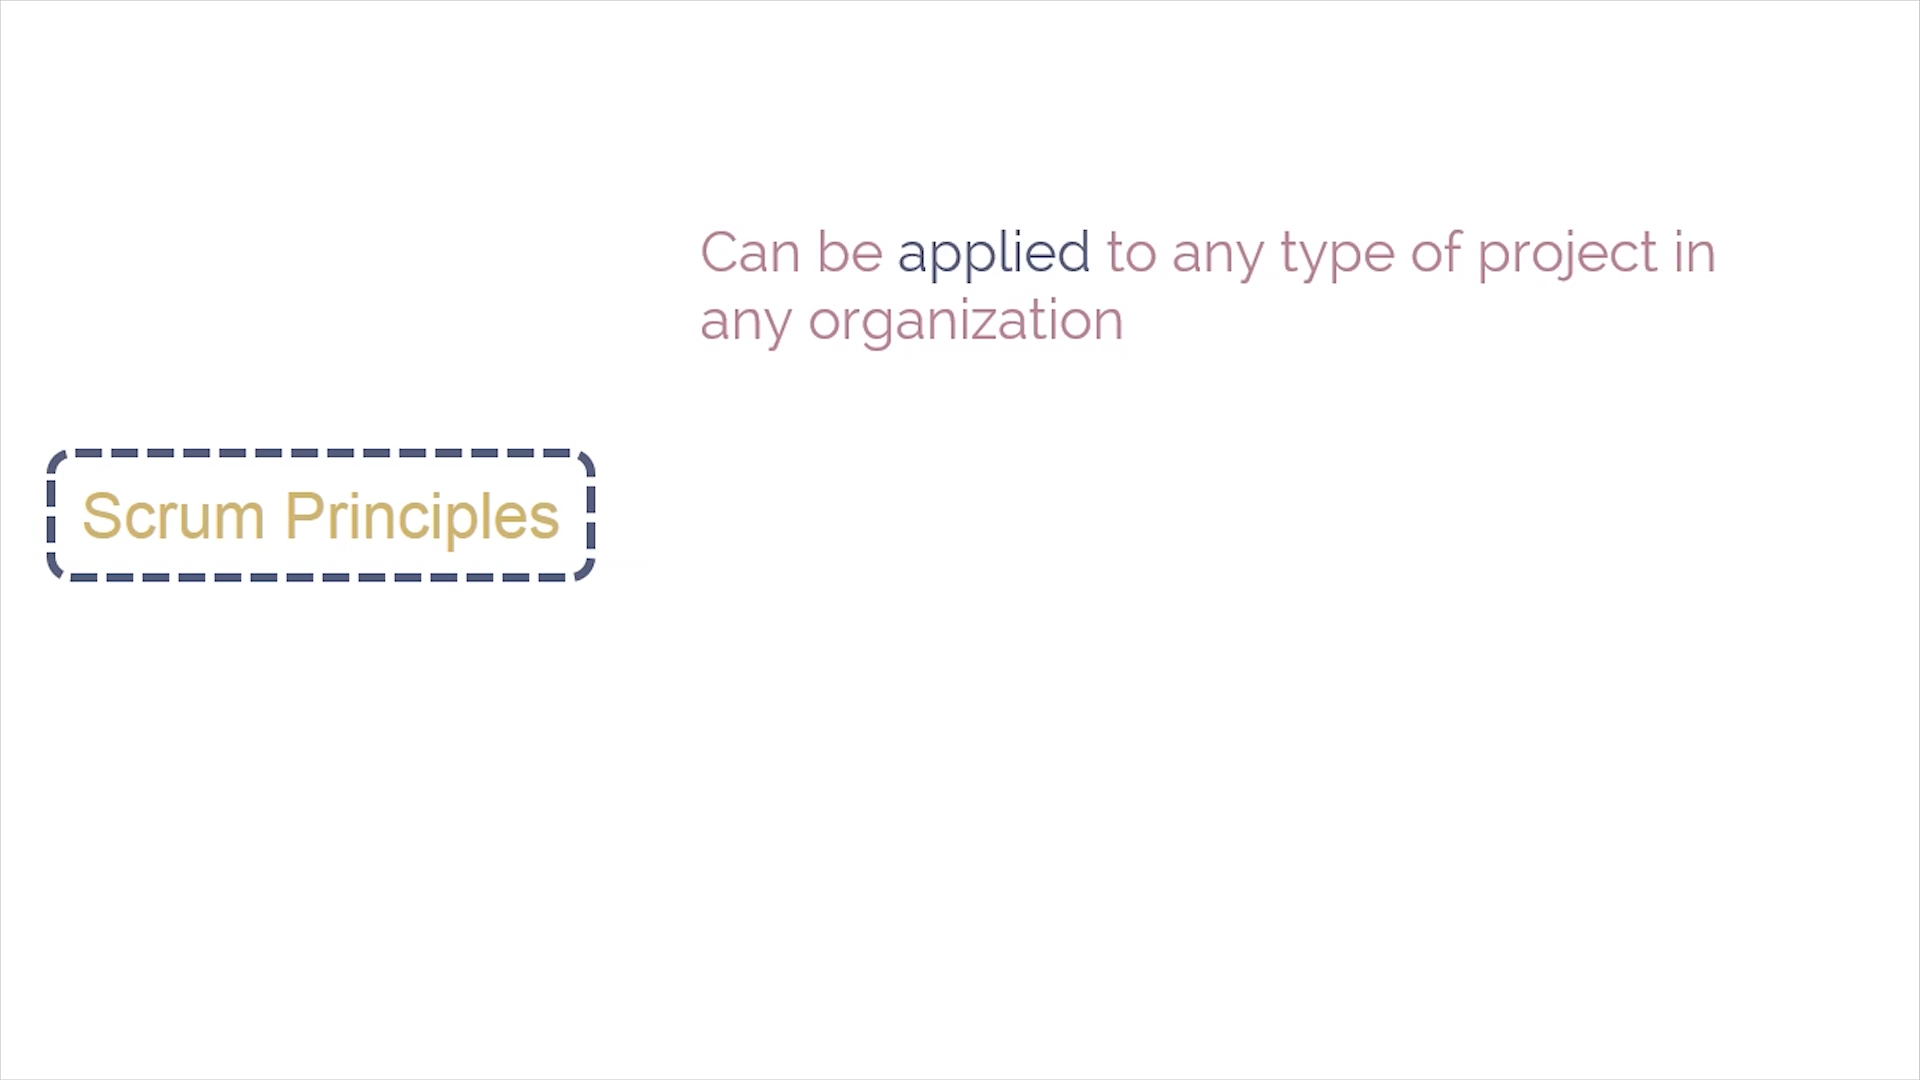 Can be applied to any type of project in
any organization
Scrum Principles